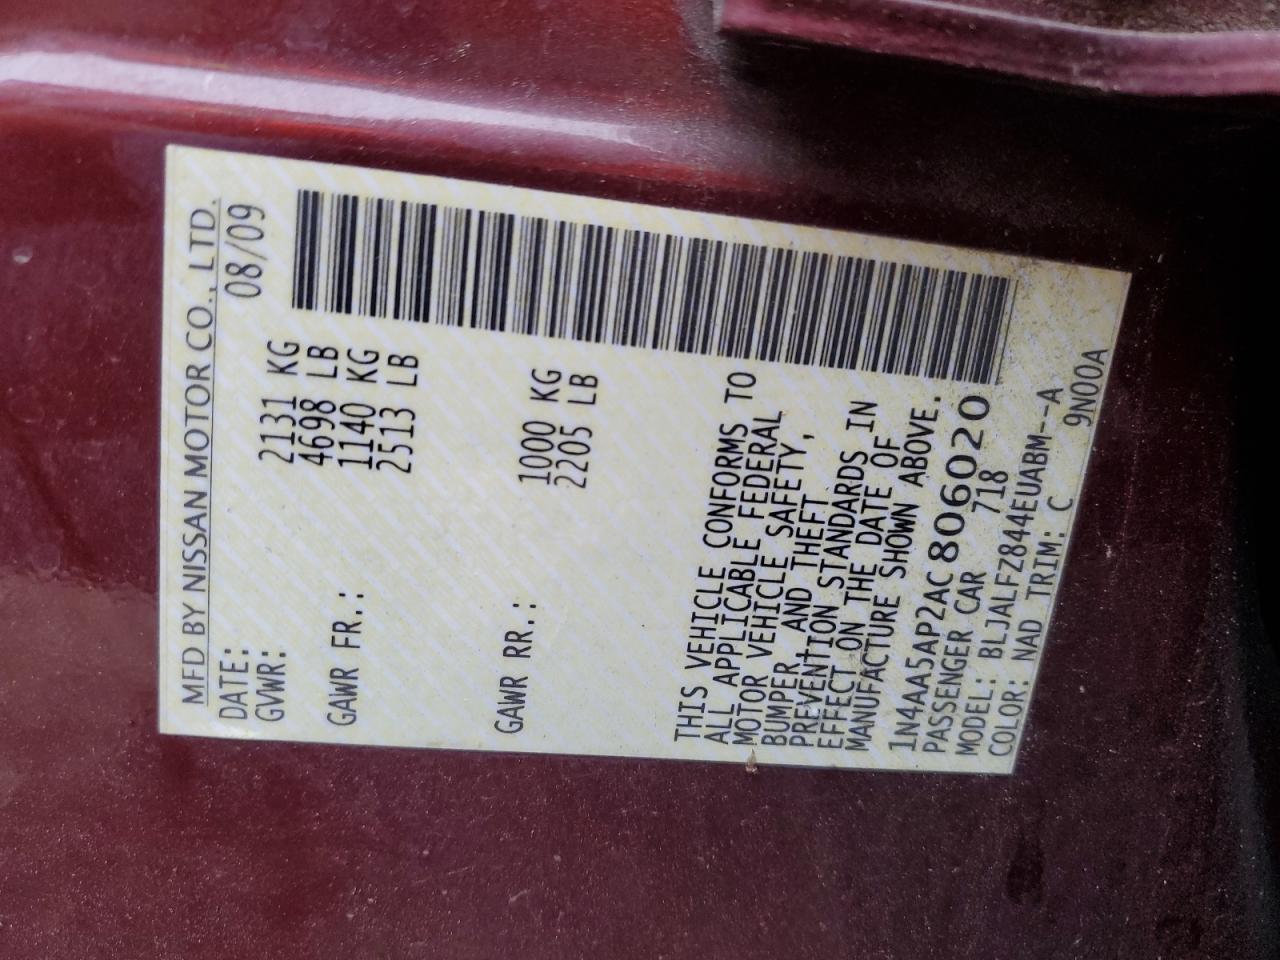 MFD BY NISSAN MOTOR CO., LTD.
DATE: 08/09
GVWR: 2131 KG
4698 LB
GAWR FR.: 1140 KG
2513 LB
GAWR RR.: 1000 KG
2205 LB
THIS VEHICLE CONFORMS TO
ALL APPLICABLE FEDERAL
MOTOR VEHICLE SAFETY,
BUMPER, AND THEFT
PREVENTION STANDARDS IN
EFFECT ON THE DATE OF
MANUFACTURE SHOWN ABOVE.
1N4AA5AP2AC806020
PASSENGER CAR 718
MODEL: BLJALFZ844EUABM--A
COLOR: NAD TRIM: C 9N00A